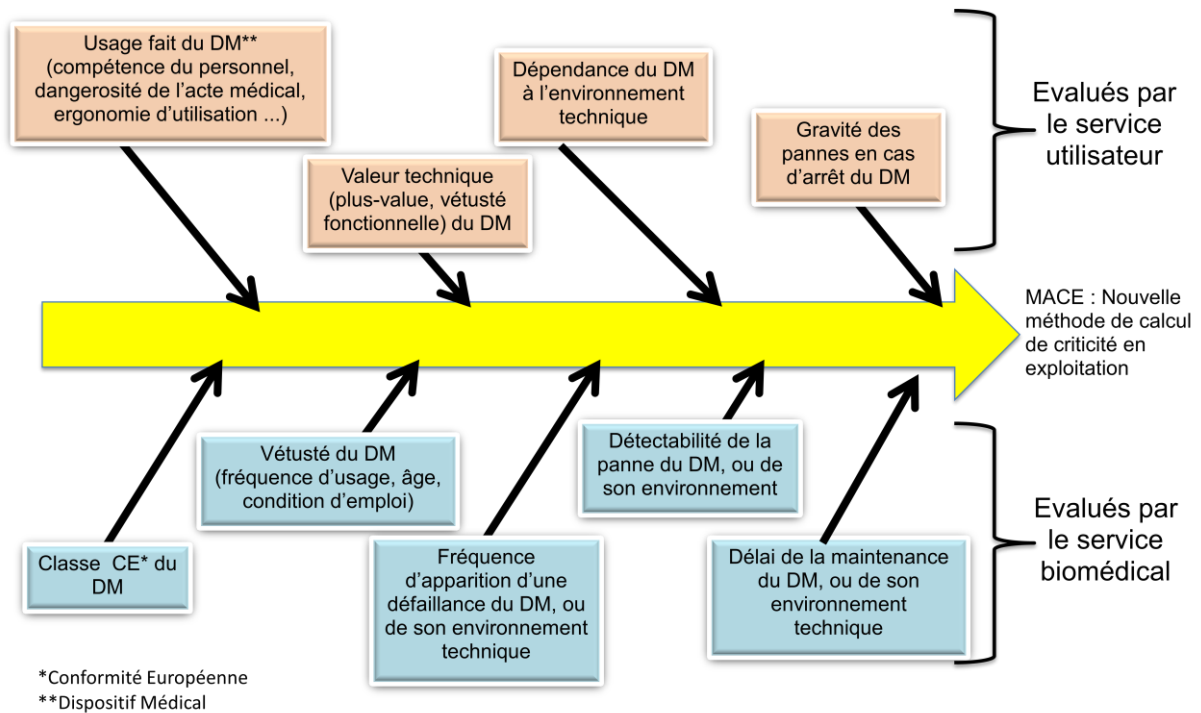 Usage fait du DM**
(compétence du personnel,
dangerosité de l'acte médical,
ergonomie d'utilisation ...)
Valeur technique
(plus-value, vétusté
fonctionnelle) du DM
Dépendance du DM
à l'environnement
technique
Gravité des
pannes en cas
d'arrêt du DM
Evalués par
le service
utilisateur
MACE : Nouvelle
méthode de calcul
de criticité en
exploitation
Classe CE* du
DM
Vétusté du DM
(fréquence d'usage, âge,
condition d'emploi)
Fréquence
d'apparition d'une
défaillance du DM, ou
de son environnement
technique
Détectabilité de la
panne du DM, ou de
son environnement
Délai de la maintenance
du DM, ou de son
environnement
technique
Evalués par
le service
biomédical
*Conformité Européenne
**Dispositif Médical